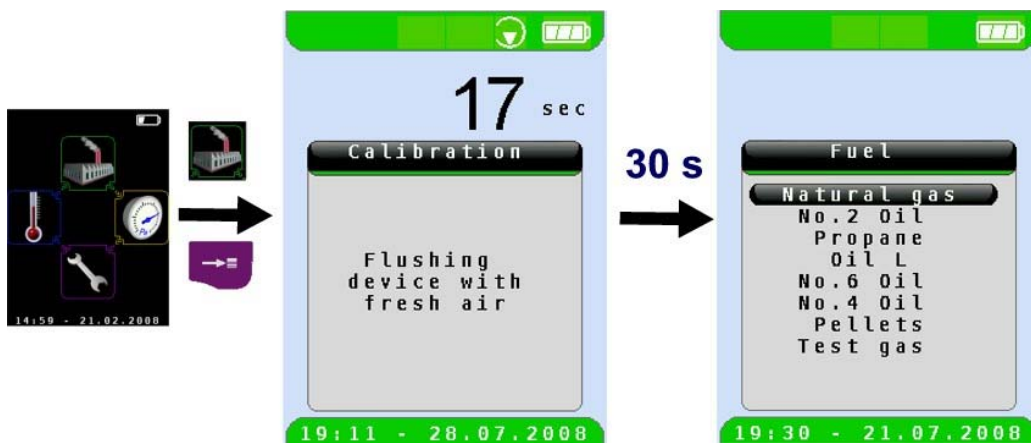 14:59 - 21.02.2008
17 sec
Calibration
Flushing
device with
fresh air
19:11 - 28.07.2008
30 s
Fuel
Natural gas
No.2 Oil
Propane
Oil L
No.6 Oil
No.4 Oil
Pellets
Test gas
19:30 - 21.07.2008